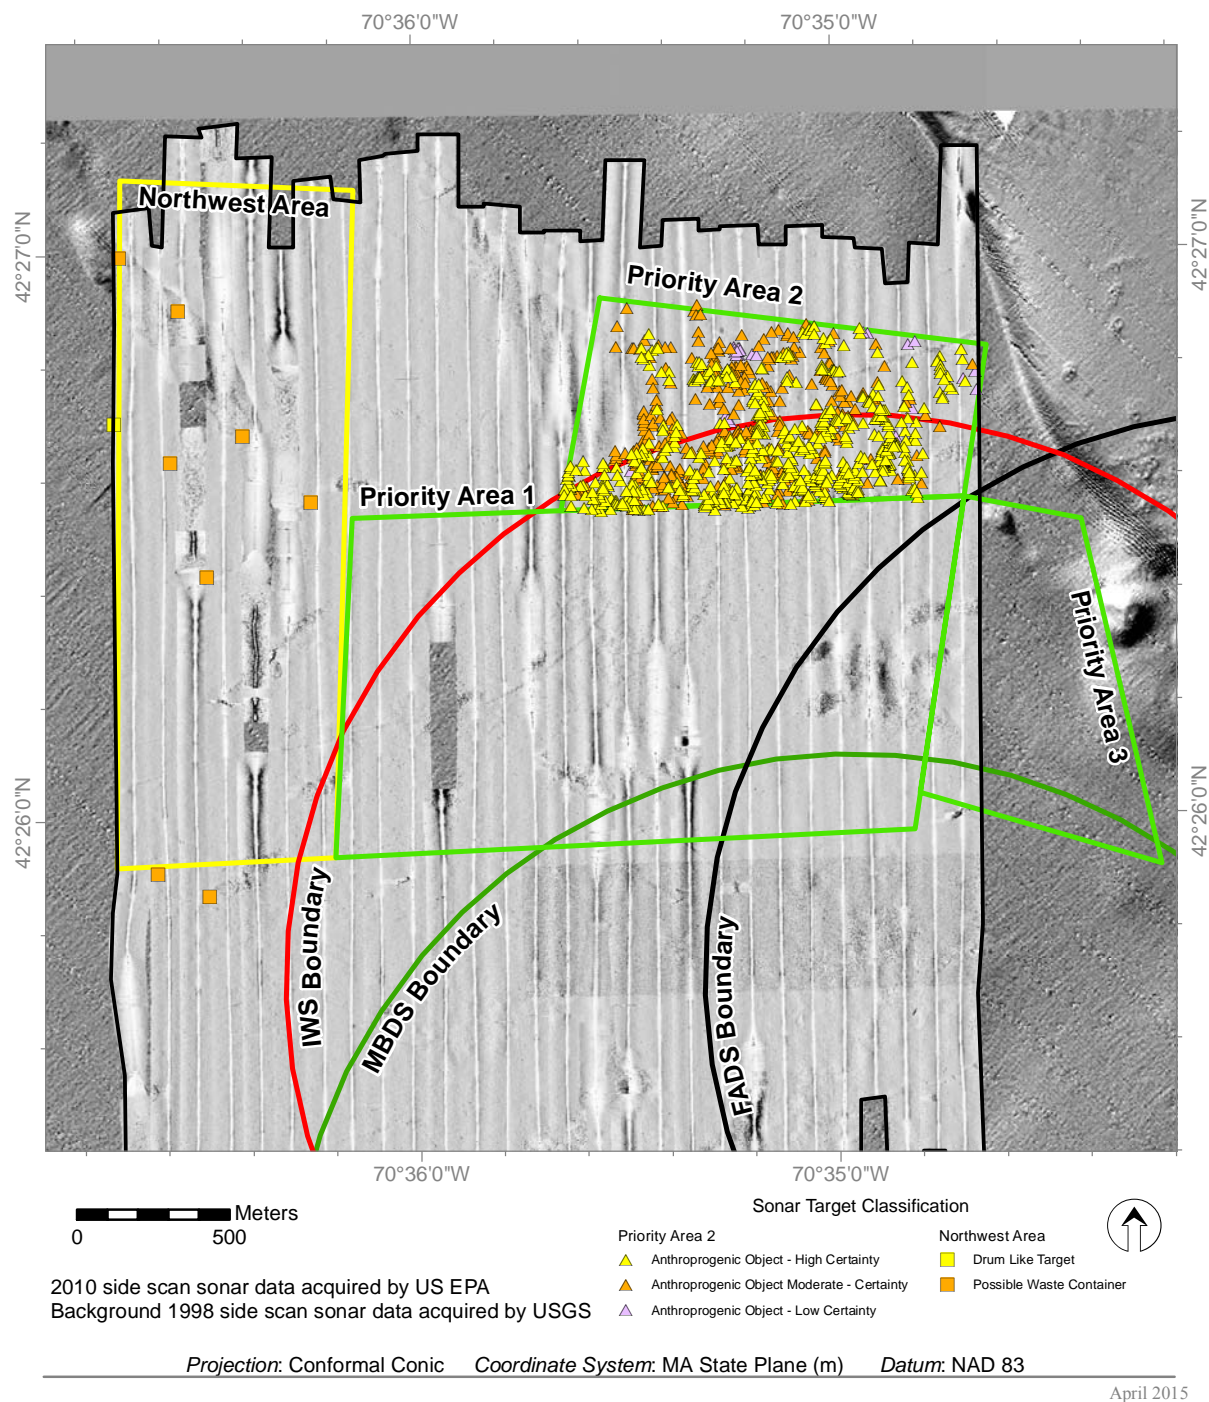 70°36'0"W 70°35'0"W
42°27'0"N
42°27'0"N
Northwest Area
Priority Area 2
Priority Area 1
Priority Area 3
42°26'0"N
42°26'0"N
IWS Boundary
MBDS Boundary
FADS Boundary
70°36'0"W 70°35'0"W
Meters
0 500
2010 side scan sonar data acquired by US EPA
Background 1998 side scan sonar data acquired by USGS
Sonar Target Classification
Priority Area 2
Anthroprogenic Object - High Certainty
Anthroprogenic Object Moderate - Certainty
Anthroprogenic Object - Low Certainty
Northwest Area
Drum Like Target
Possible Waste Container
Projection: Conformal Conic Coordinate System: MA State Plane (m) Datum: NAD 83
April 2015